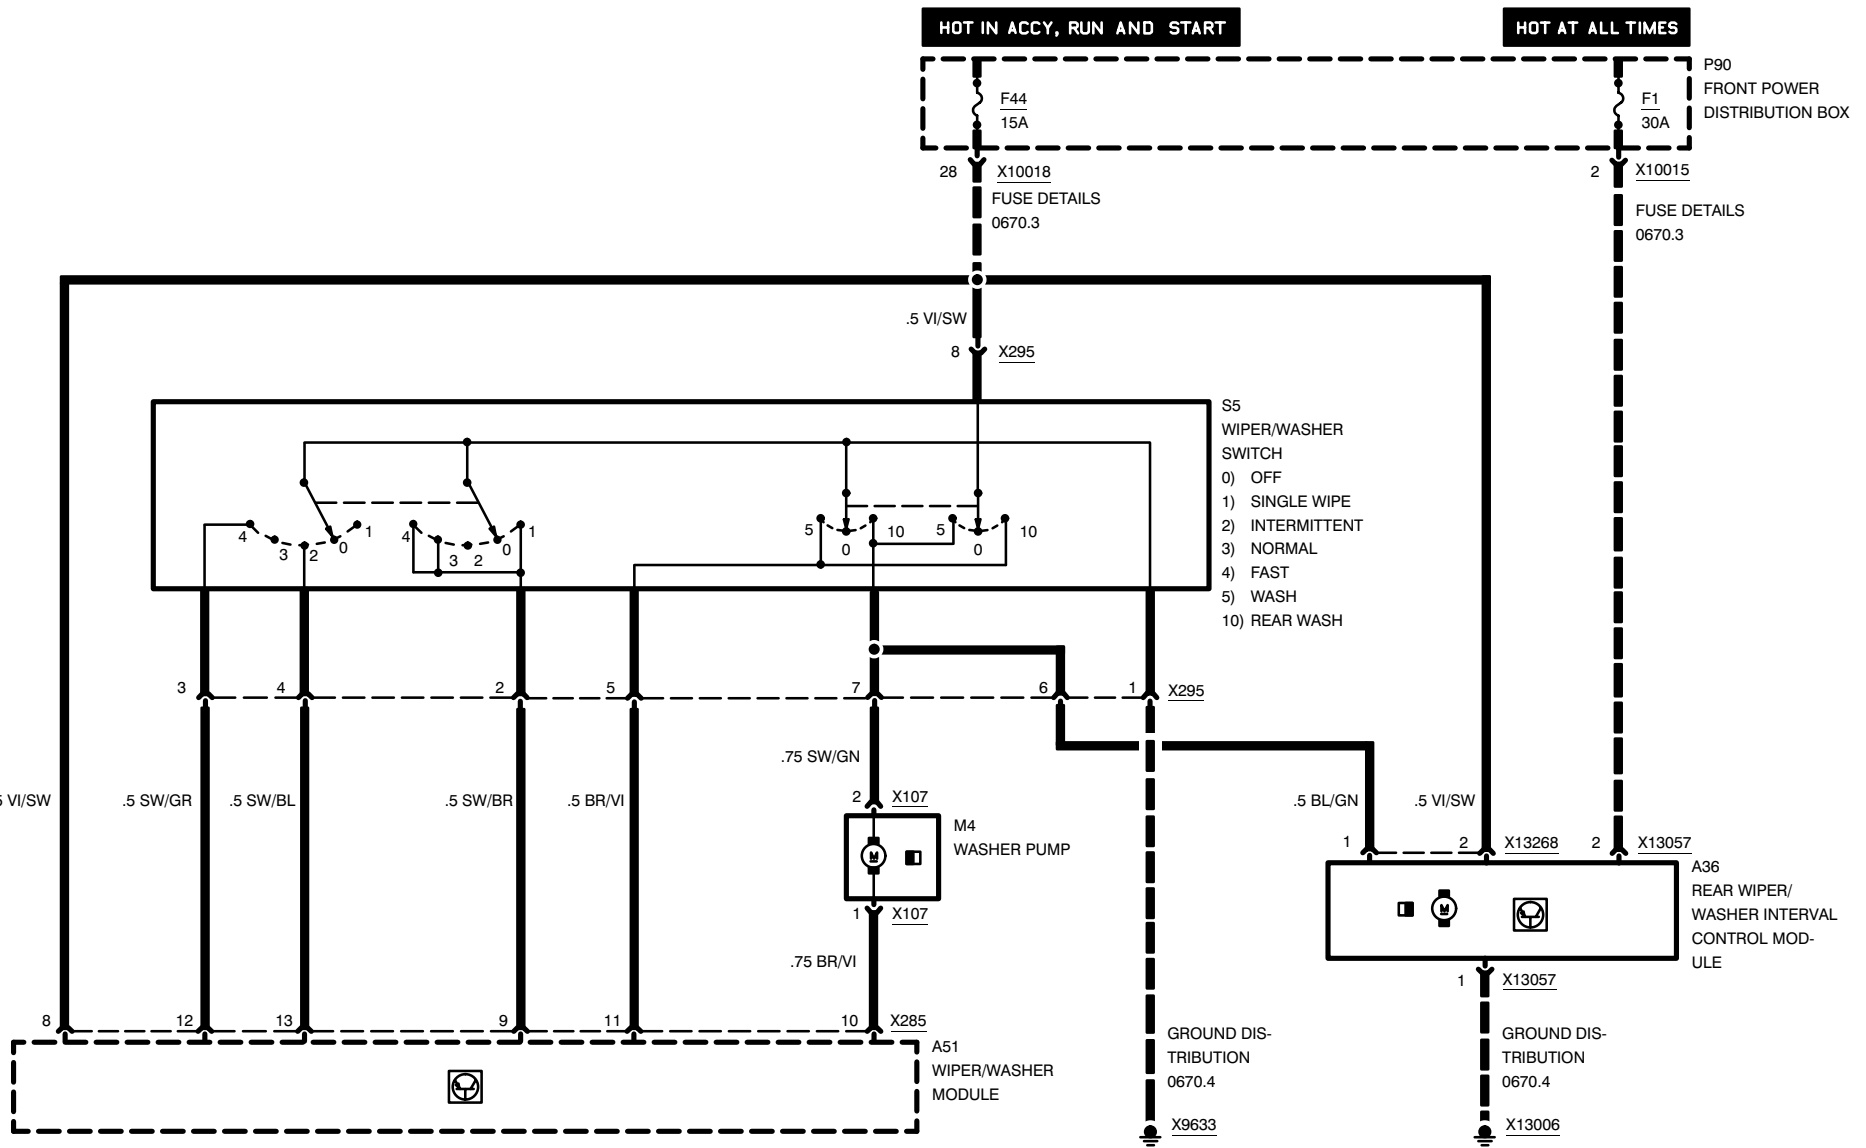 HOT IN ACCY, RUN AND START
HOT AT ALL TIMES
P90
FRONT POWER
DISTRIBUTION BOX
F44
15A
F1
30A
28
X10018
FUSE DETAILS
0670.3
2
X10015
FUSE DETAILS
0670.3
.5 VI/SW
8
X295
S5
WIPER/WASHER
SWITCH
0) OFF
1) SINGLE WIPE
2) INTERMITTENT
3) NORMAL
4) FAST
5) WASH
10) REAR WASH
4
3
2
0
1
4
3
2
0
1
5
0
10
5
0
10
3
4
2
5
7
6
1
X295
.75 SW/GN
5 VI/SW
.5 SW/GR
.5 SW/BL
.5 SW/BR
.5 BR/VI
2
X107
.5 BL/GN
.5 VI/SW
M4
WASHER PUMP
M
1
X107
1
2
X13268
2
X13057
A36
REAR WIPER/
WASHER INTERVAL
CONTROL MOD-
ULE
M
.75 BR/VI
1
X13057
8
12
13
9
11
10
X285
A51
WIPER/WASHER
MODULE
GROUND DIS-
TRIBUTION
0670.4
GROUND DIS-
TRIBUTION
0670.4
X9633
X13006